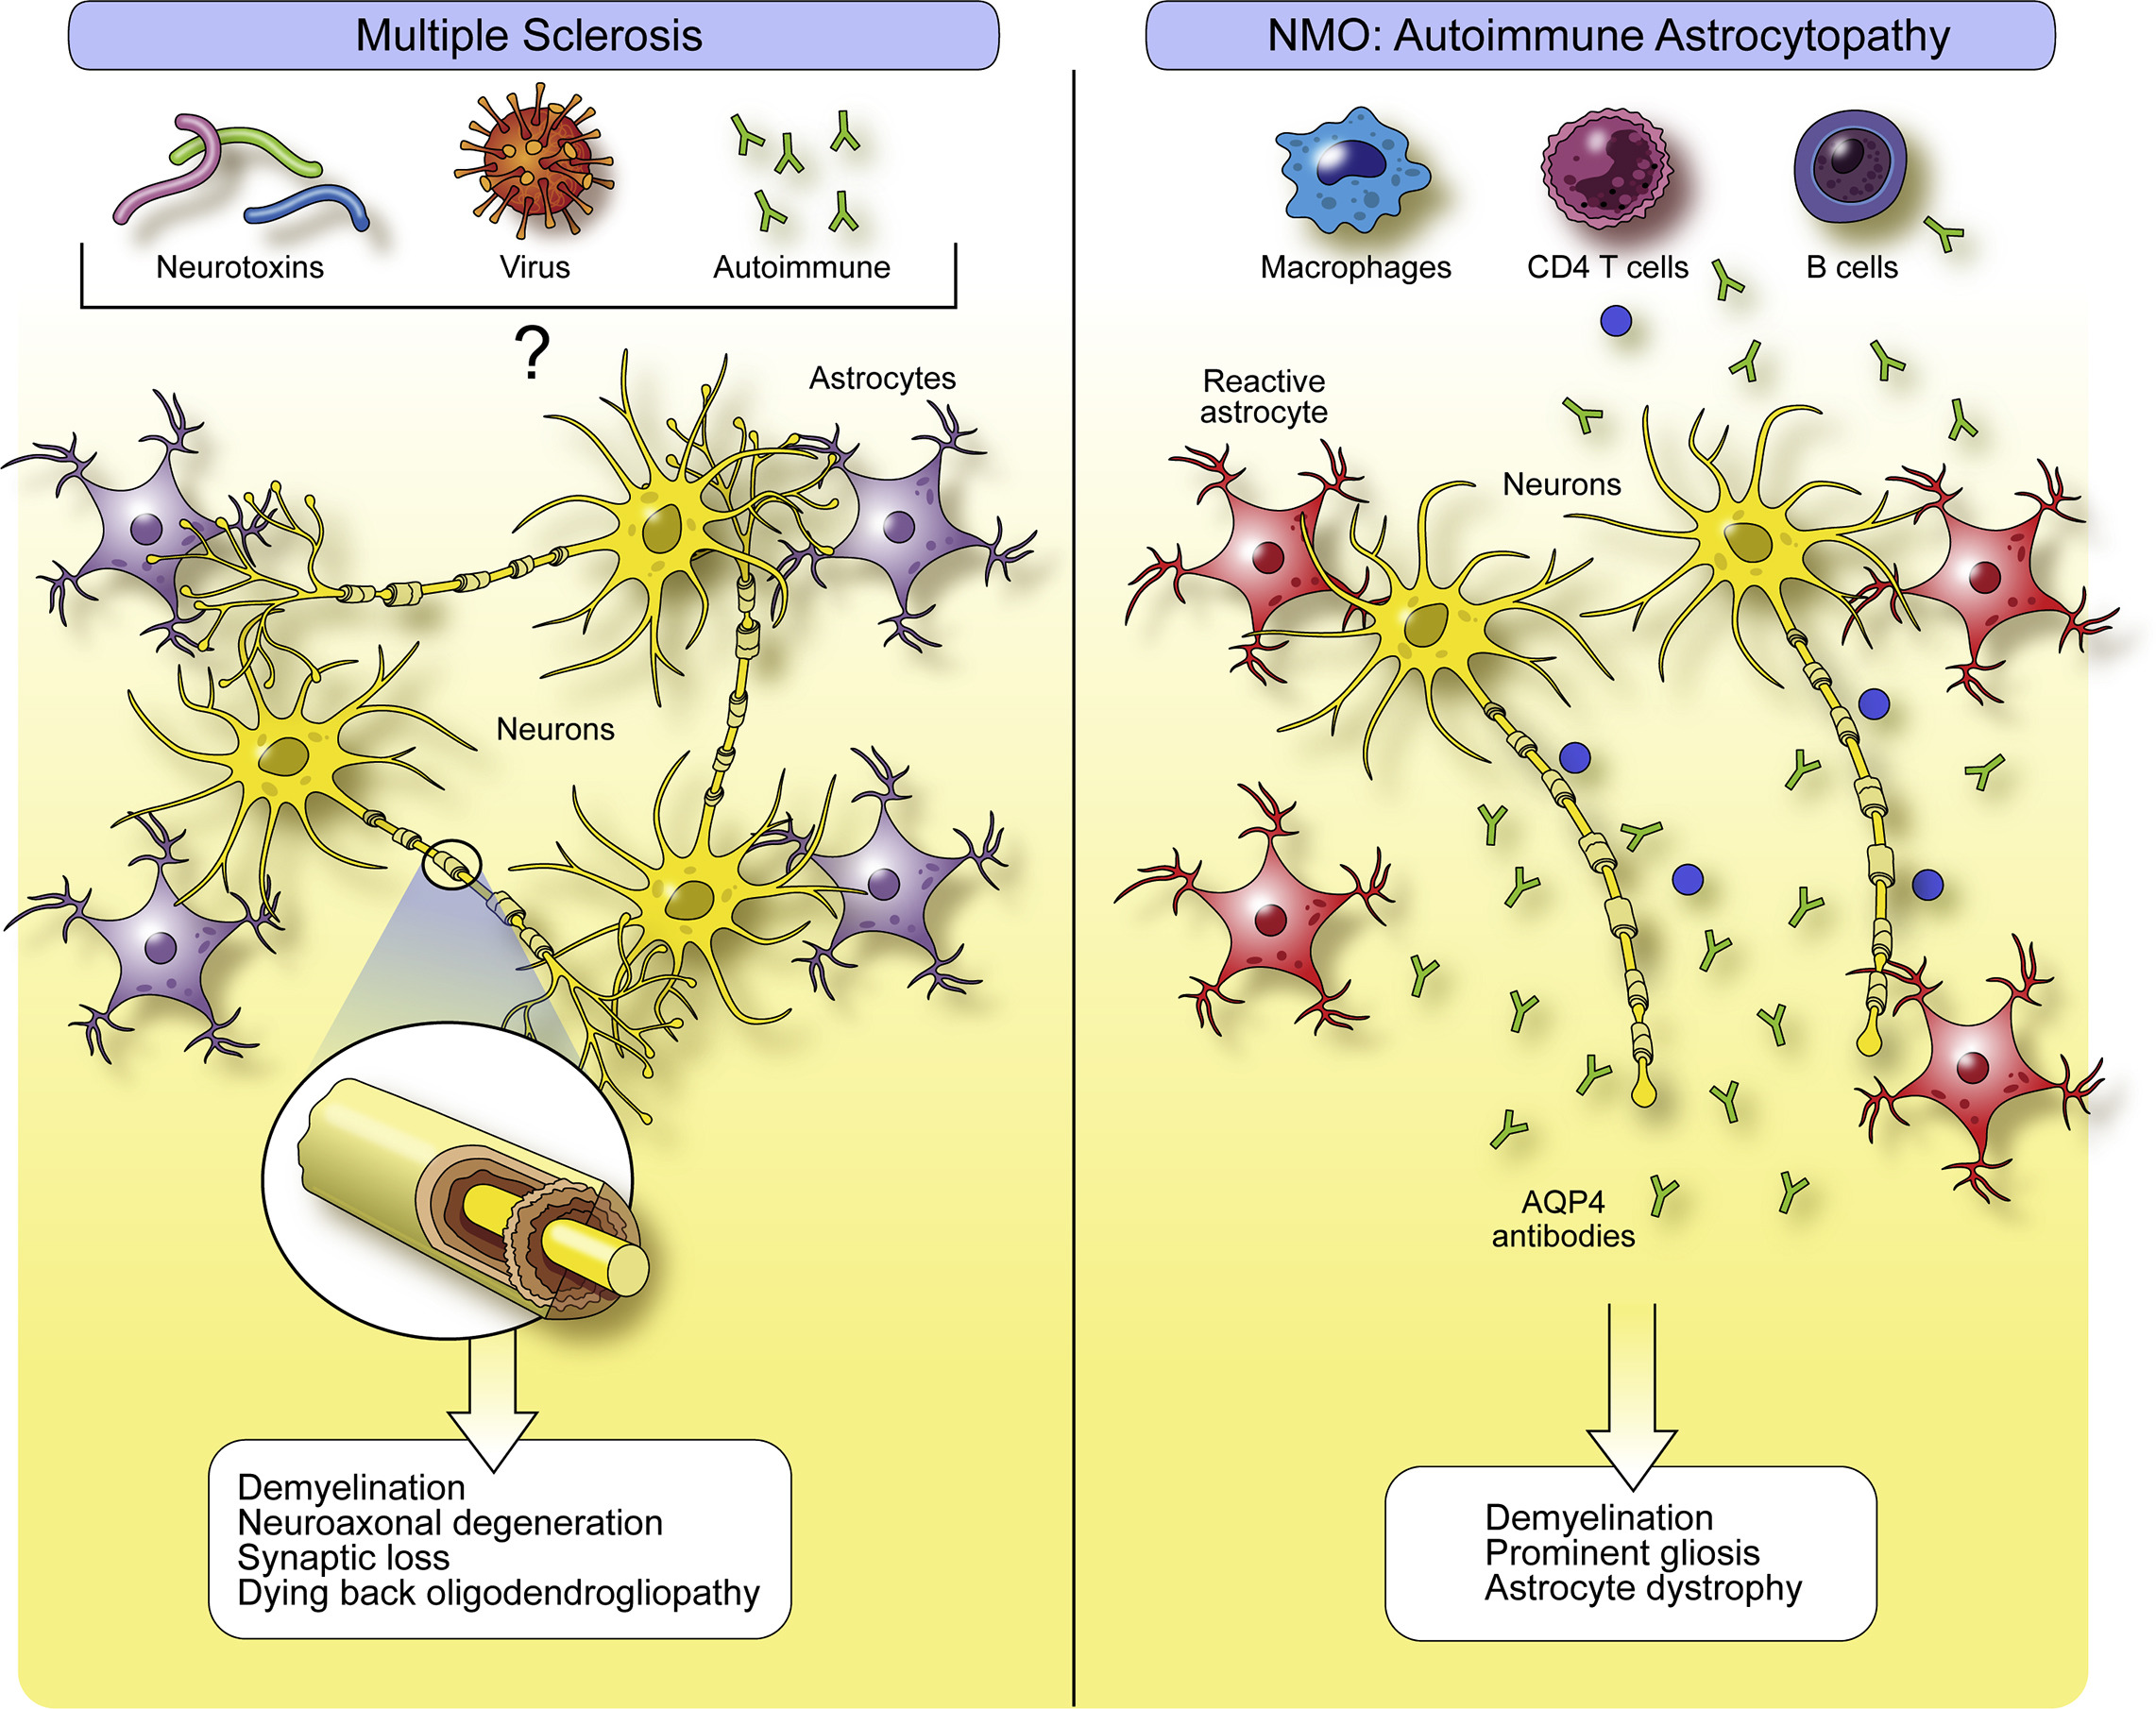 Multiple Sclerosis
Neurotoxins
Virus
Autoimmune
?
Astrocytes
Neurons
Demyelination
Neuroaxonal degeneration
Synaptic loss
Dying back oligodendrogliopathy
NMO: Autoimmune Astrocytopathy
Macrophages
CD4 T cells
B cells
Reactive
astrocyte
Neurons
AQP4
antibodies
Demyelination
Prominent gliosis
Astrocyte dystrophy